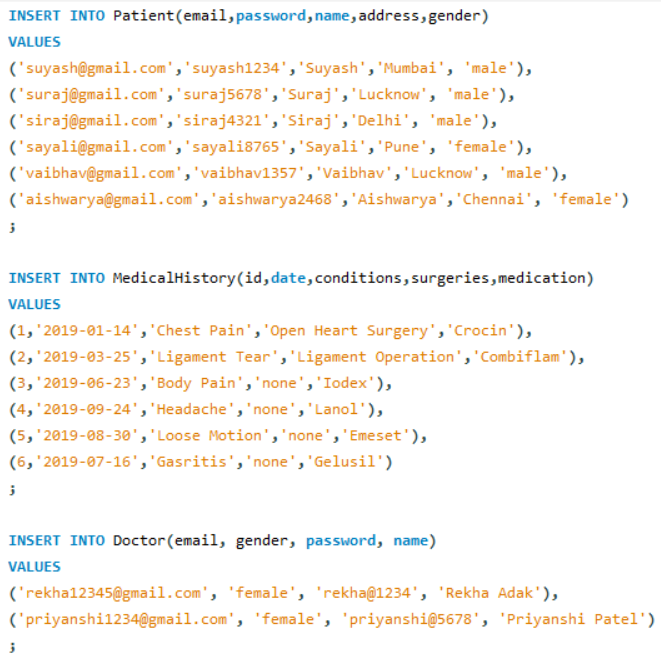 INSERT INTO Patient(email,password,name,address,gender)
VALUES
('suyash@gmail.com','suyash1234','Suyash','Mumbai', 'male'),
('suraj@gmail.com','suraj5678','Suraj','Lucknow', 'male'),
('siraj@gmail.com','siraj4321','Siraj','Delhi', 'male'),
('sayali@gmail.com','sayali8765','Sayali','Pune', 'female'),
('vaibhav@gmail.com','vaibhav1357','Vaibhav','Lucknow', 'male'),
('aishwarya@gmail.com','aishwarya2468','Aishwarya','Chennai', 'female')
;
INSERT INTO MedicalHistory(id,date,conditions,surgeries,medication)
VALUES
(1,'2019-01-14','Chest Pain','Open Heart Surgery','Crocin'),
(2,'2019-03-25','Ligament Tear','Ligament Operation','Combiflam'),
(3,'2019-06-23','Body Pain','none','Iodex'),
(4,'2019-09-24','Headache','none','Lanol'),
(5,'2019-08-30','Loose Motion','none','Emeset'),
(6,'2019-07-16','Gasritis','none','Gelusil')
;
INSERT INTO Doctor(email, gender, password, name)
VALUES
('rekha12345@gmail.com', 'female', 'rekha@1234', 'Rekha Adak'),
('priyanshi1234@gmail.com', 'female', 'priyanshi@5678', 'Priyanshi Patel')
;